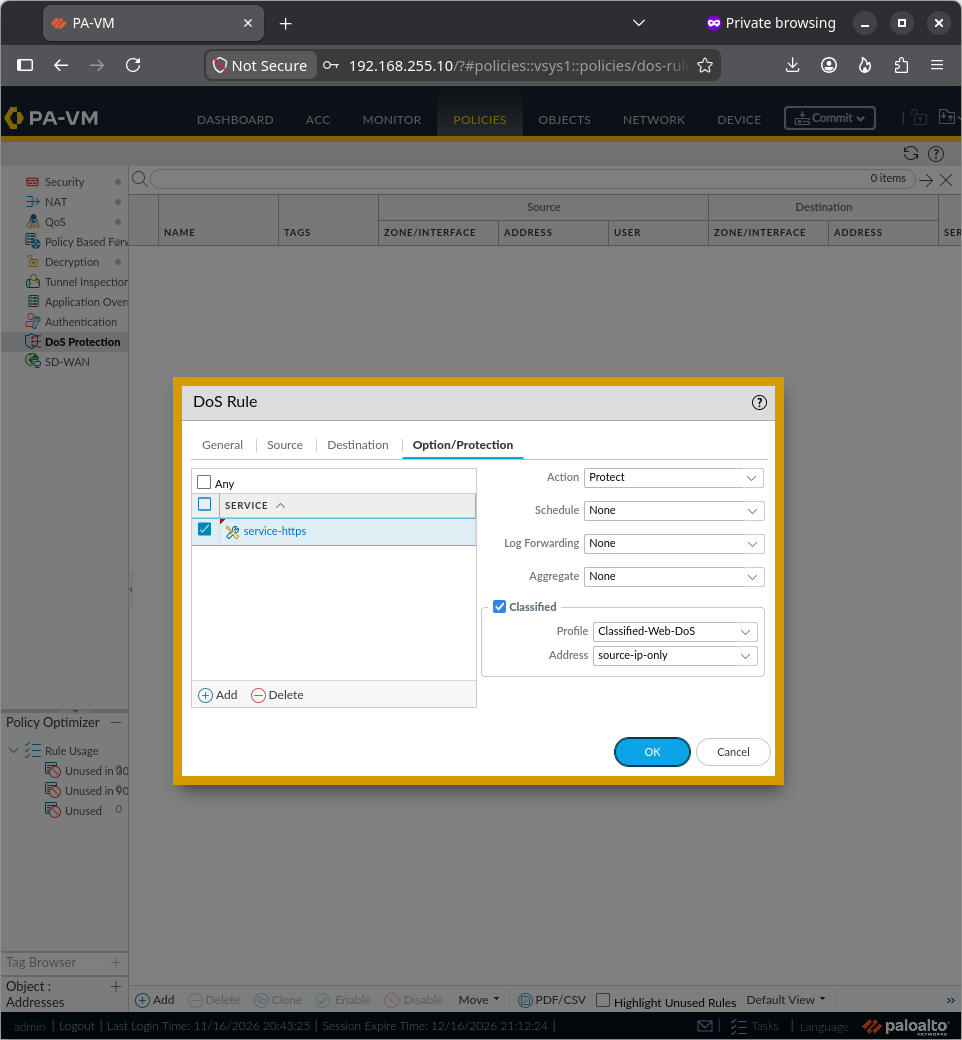 PA-VM
Private browsing
Not Secure
192.168.255.10/?#policies::vsys1::policies/dos-rul
PA-VM
DASHBOARD
ACC
MONITOR
POLICIES
OBJECTS
NETWORK
DEVICE
Commit
Security
NAT
QoS
Policy Based Forw
Decryption
Tunnel Inspection
Application Over
Authentication
DoS Protection
SD-WAN
0 items
Source
Destination
NAME
TAGS
ZONE/INTERFACE
ADDRESS
USER
ZONE/INTERFACE
ADDRESS
SER
DoS Rule
General
Source
Destination
Option/Protection
Any
SERVICE
service-https
Add
Delete
Action
Protect
Schedule
None
Log Forwarding
None
Aggregate
None
Classified
Profile
Classified-Web-DoS
Address
source-ip-only
OK
Cancel
Policy Optimizer
Rule Usage
Unused in 30
0
Unused in 90
0
Unused
0
Tag Browser
Object : Addresses
Add
Delete
Clone
Enable
Disable
Move
PDF/CSV
Highlight Unused Rules
Default View
admin | Logout | Last Login Time: 11/16/2026 20:43:25 | Session Expire Time: 12/16/2026 21:12:24 |
Tasks
Language
paloalto
NETWORKS